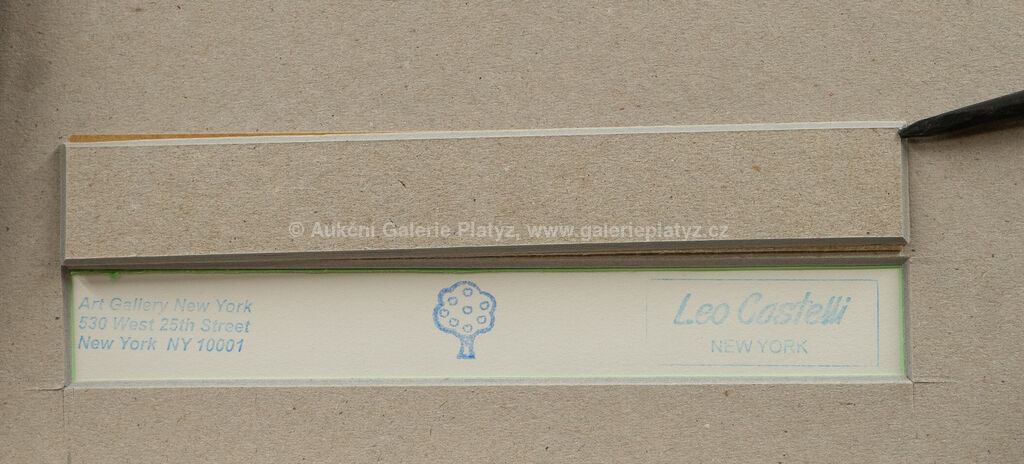 © Aukční Galerie Platýz, www.galerieplatyz.cz
Art Gallery New York
530 West 25th Street
New York NY 10001
Leo Castelli
NEW YORK